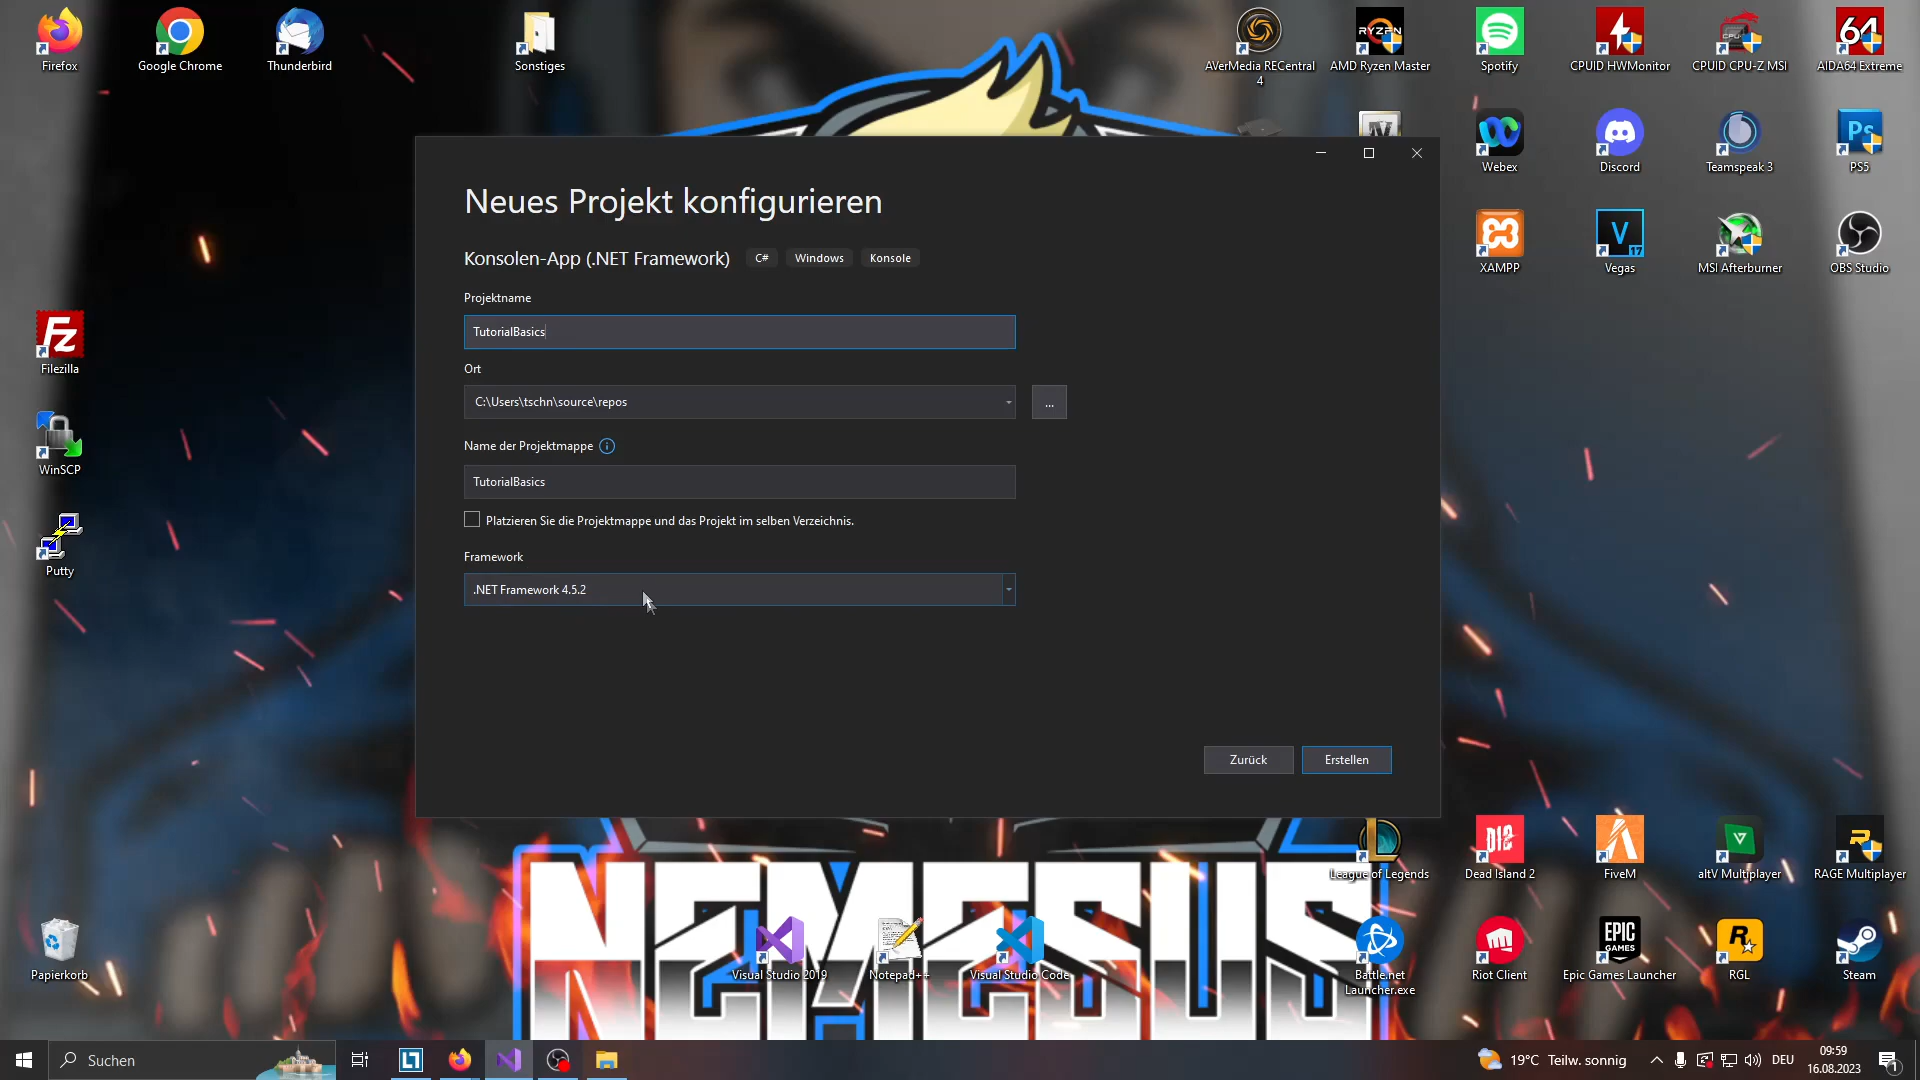 Firefox
Google Chrome
Thunderbird
Sonstiges
AVerMedia RECentral 4
AMD Ryzen Master
Spotify
CPUID HWMonitor
CPUID CPU-Z MSI
AIDA64 Extreme
Webex
Discord
Teamspeak 3
PS5
XAMPP
Vegas
MSI Afterburner
OBS Studio
Filezilla
WinSCP
Putty
Neues Projekt konfigurieren
Konsolen-App (.NET Framework) C# Windows Konsole
Projektname
TutorialBasics
Ort
C:\Users\tschn\source\repos
...
Name der Projektmappe
TutorialBasics
Platzieren Sie die Projektmappe und das Projekt im selben Verzeichnis.
Framework
.NET Framework 4.5.2
Zurück
Erstellen
NEMESUS
League of Legends
Dead Island 2
FiveM
altV Multiplayer
RAGE Multiplayer
Papierkorb
Visual Studio 2019
Notepad++
Visual Studio Code
Battle.net Launcher.exe
Riot Client
Epic Games Launcher
RGL
Steam
Suchen
19°C Teilw. sonnig
DEU
09:59
16.08.2023